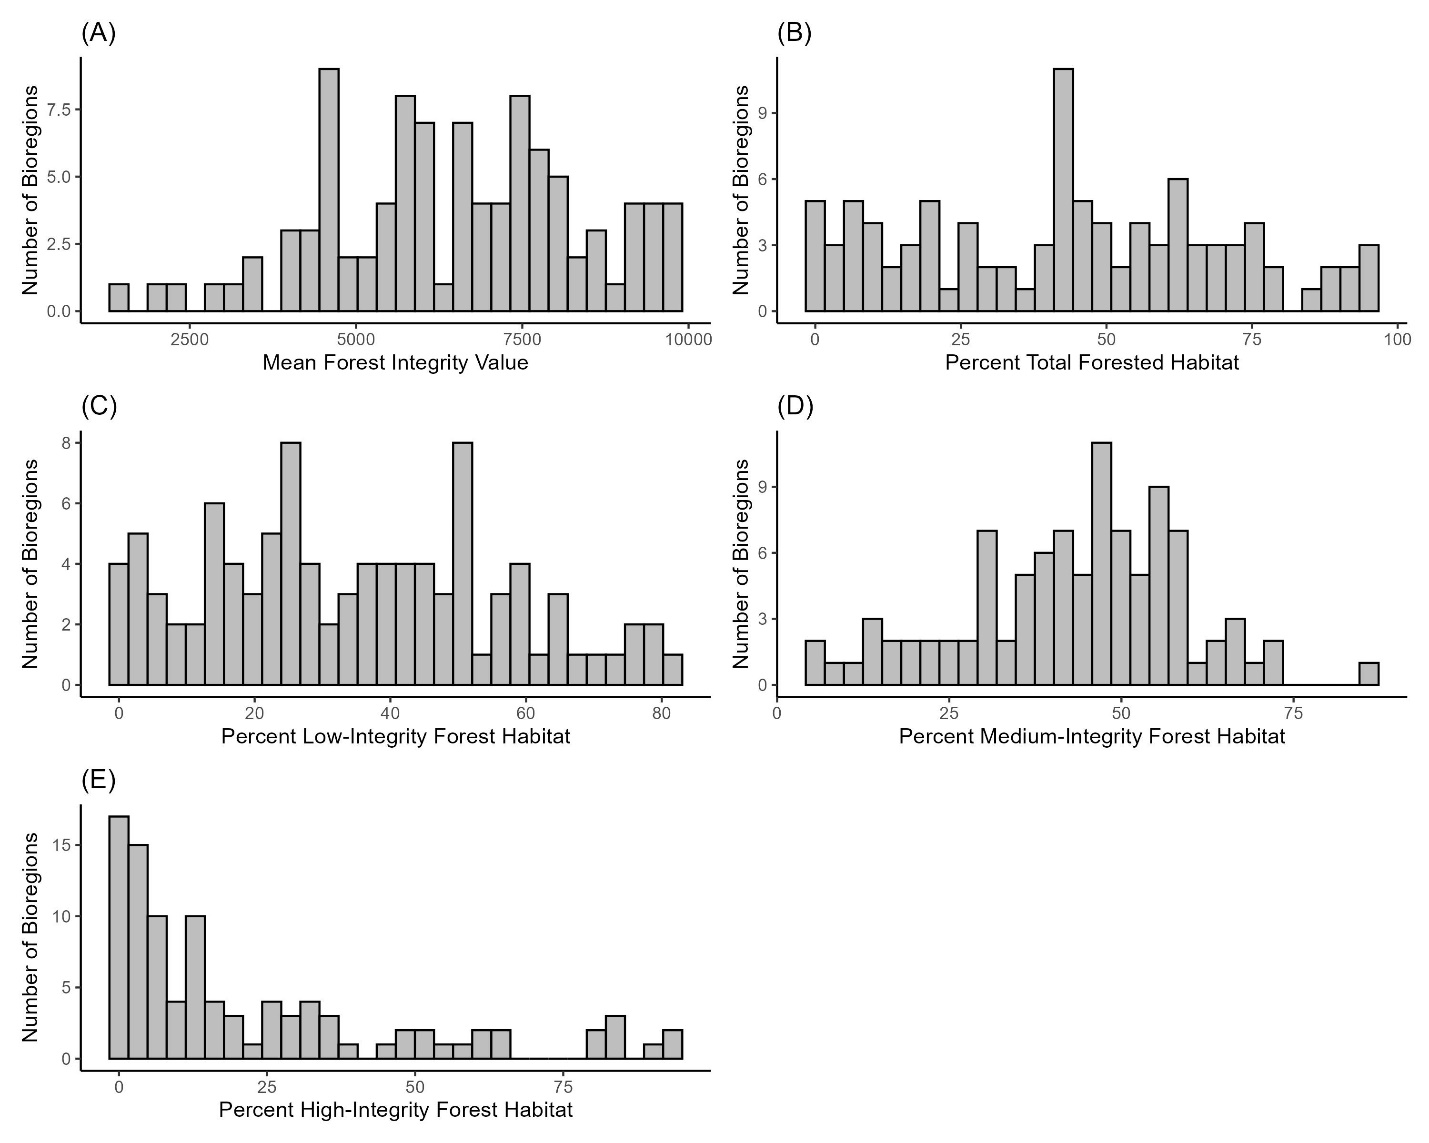 (A)
Number of Bioregions
7.5
5.0
2.5
0.0
2500 5000 7500 10000
Mean Forest Integrity Value
(B)
Number of Bioregions
9
6
3
0
0 25 50 75 100
Percent Total Forested Habitat
(C)
Number of Bioregions
8
6
4
2
0
0 20 40 60 80
Percent Low-Integrity Forest Habitat
(D)
Number of Bioregions
9
6
3
0
0 25 50 75
Percent Medium-Integrity Forest Habitat
(E)
Number of Bioregions
15
10
5
0
0 25 50 75
Percent High-Integrity Forest Habitat